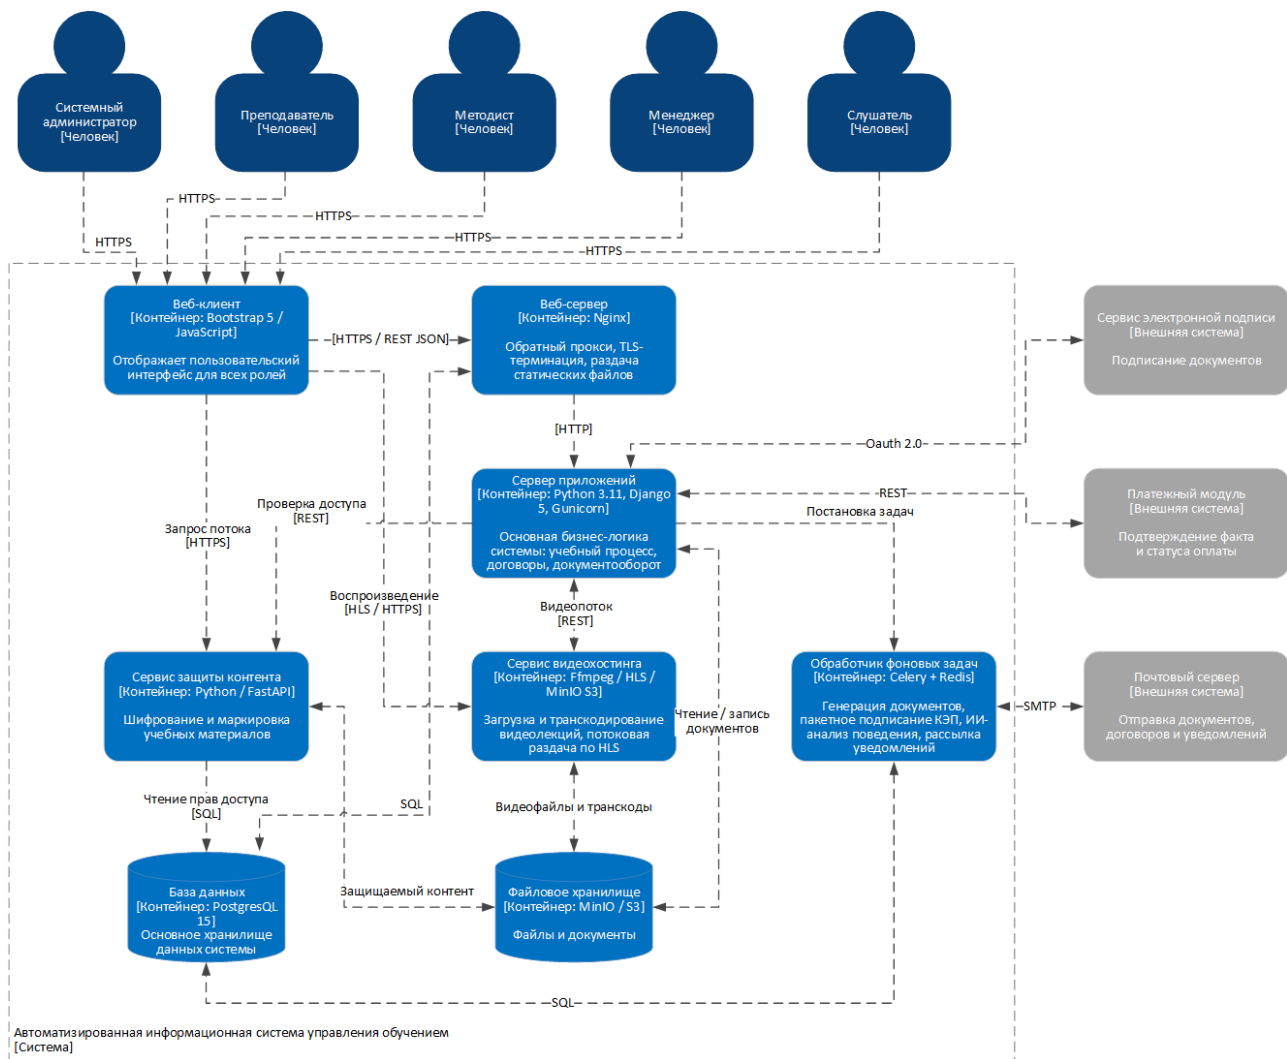 Системный
администратор
[Человек]
Преподаватель
[Человек]
Методист
[Человек]
Менеджер
[Человек]
Слушатель
[Человек]
HTTPS
HTTPS
HTTPS
HTTPS
HTTPS
Веб-клиент
[Контейнер: Bootstrap 5 /
JavaScript]
Отображает пользовательский
интерфейс для всех ролей
[HTTPS / REST JSON]
Веб-сервер
[Контейнер: Nginx]
Обратный прокси, TLS-
терминация, раздача
статических файлов
Сервис электронной подписи
[Внешняя система]
Подписание документов
[HTTP]
Oauth 2.0
Сервер приложений
[Контейнер: Python 3.11, Django
5, Gunicorn]
Основная бизнес-логика
системы: учебный процесс,
договоры, документооборот
REST
Постановка задач
Платежный модуль
[Внешняя система]
Подтверждение факта
и статуса оплаты
Проверка доступа
[REST]
Запрос потока
[HTTPS]
Воспроизведение
[HLS / HTTPS]
Видеопоток
[REST]
Сервис защиты контента
[Контейнер: Python / FastAPI]
Шифрование и маркировка
учебных материалов
Сервис видеохостинга
[Контейнер: Ffmpeg / HLS /
MinIO S3]
Загрузка и транскодирование
видеолекций, потоковая
раздача по HLS
Чтение / запись
документов
Обработчик фоновых задач
[Контейнер: Celery + Redis]
Генерация документов,
пакетное подписание КЭП, ИИ-
анализ поведения, рассылка
уведомлений
SMTP
Почтовый сервер
[Внешняя система]
Отправка документов,
договоров и уведомлений
Чтение прав доступа
[SQL]
SQL
Видеофайлы и транскоды
База данных
[Контейнер: PostgresQL
15]
Основное хранилище
данных системы
Защищаемый контент
Файловое хранилище
[Контейнер: MinIO / S3]
Файлы и документы
SQL
Автоматизированная информационная система управления обучением
[Система]